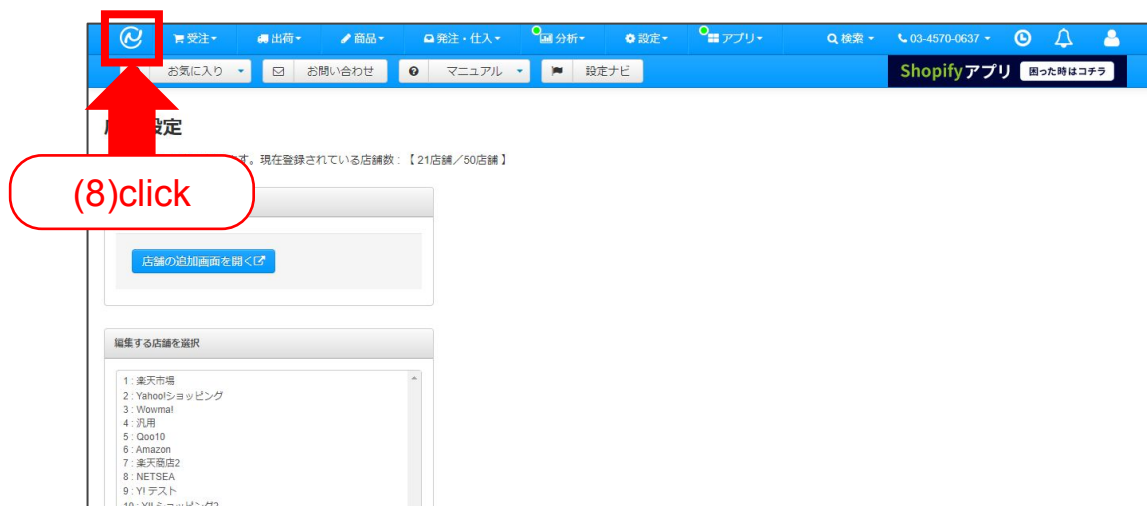 受注 出荷 商品 発注・仕入 分析 設定 アプリ 検索 03-4570-0637
お気に入り お問い合わせ マニュアル 設定ナビ Shopifyアプリ 困った時はコチラ
設定
す。現在登録されている店舗数 : 【 21店舗／50店舗 】
(8)click
店舗の追加画面を開く
編集する店舗を選択
1 : 楽天市場
2 : Yahoo!ショッピング
3 : Wowma!
4 : 汎用
5 : Qoo10
6 : Amazon
7 : 楽天商店2
8 : NETSEA
9 : Y! テスト